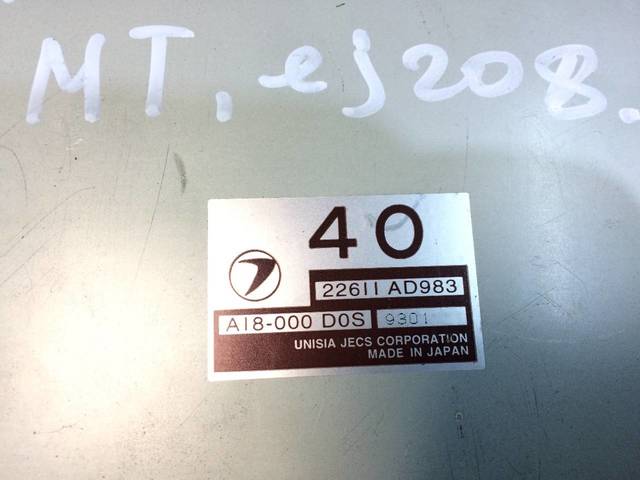 MT, ej208.
40
22611 AD983
A18-000 D0S 9301
UNISIA JECS CORPORATION
MADE IN JAPAN